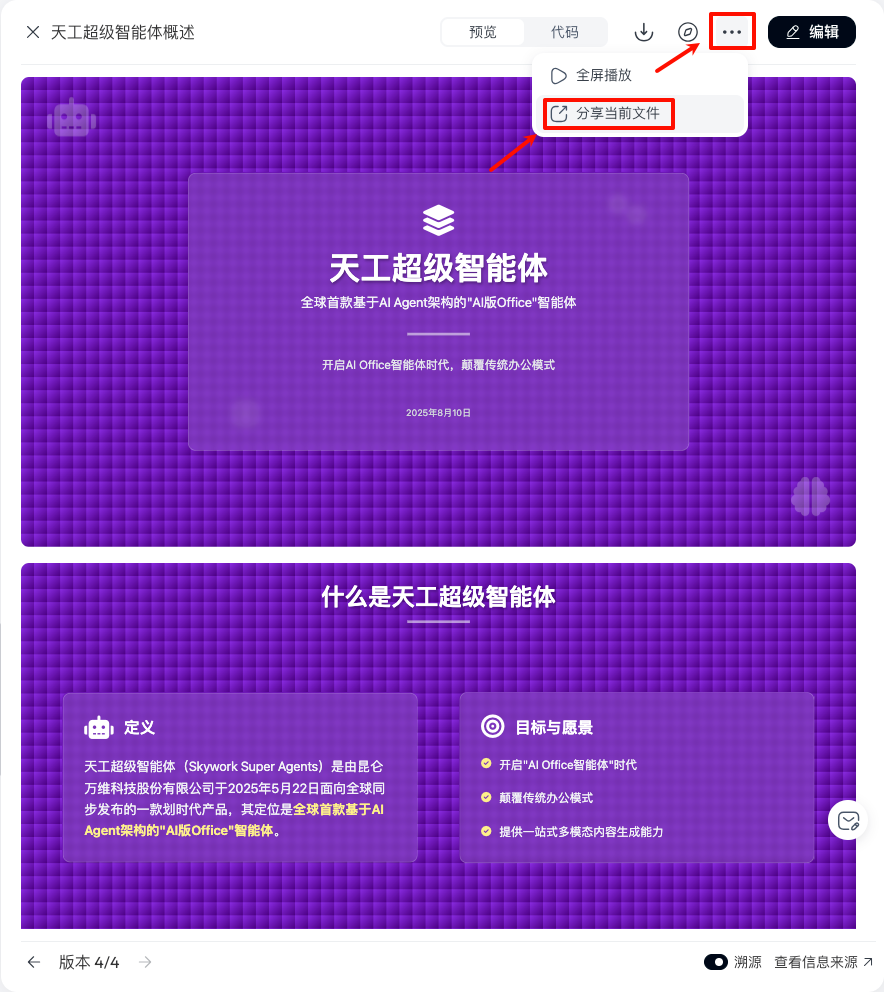 天工超级智能体概述
预览
代码
编辑
全屏播放
分享当前文件
天工超级智能体
全球首款基于AI Agent架构的"AI版Office"智能体
开启AI Office智能体时代，颠覆传统办公模式
2025年8月10日
什么是天工超级智能体
定义
天工超级智能体（Skywork Super Agents）是由昆仑
万维科技股份有限公司于2025年5月22日面向全球同
步发布的一款划时代产品，其定位是全球首款基于AI
Agent架构的"AI版Office"智能体。
目标与愿景
开启"AI Office智能体"时代
颠覆传统办公模式
提供一站式多模态内容生成能力
版本 4/4
溯源
查看信息来源